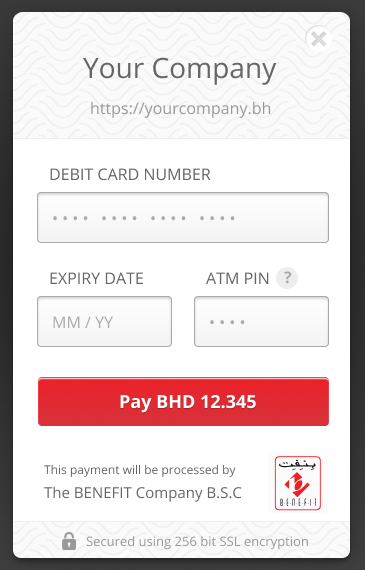 Your Company
https://yourcompany.bh
DEBIT CARD NUMBER
•••• •••• •••• ••••
EXPIRY DATE
ATM PIN ?
MM / YY
••••
Pay BHD 12.345
This payment will be processed by
The BENEFIT Company B.S.C
بنفت
BENEFIT
Secured using 256 bit SSL encryption